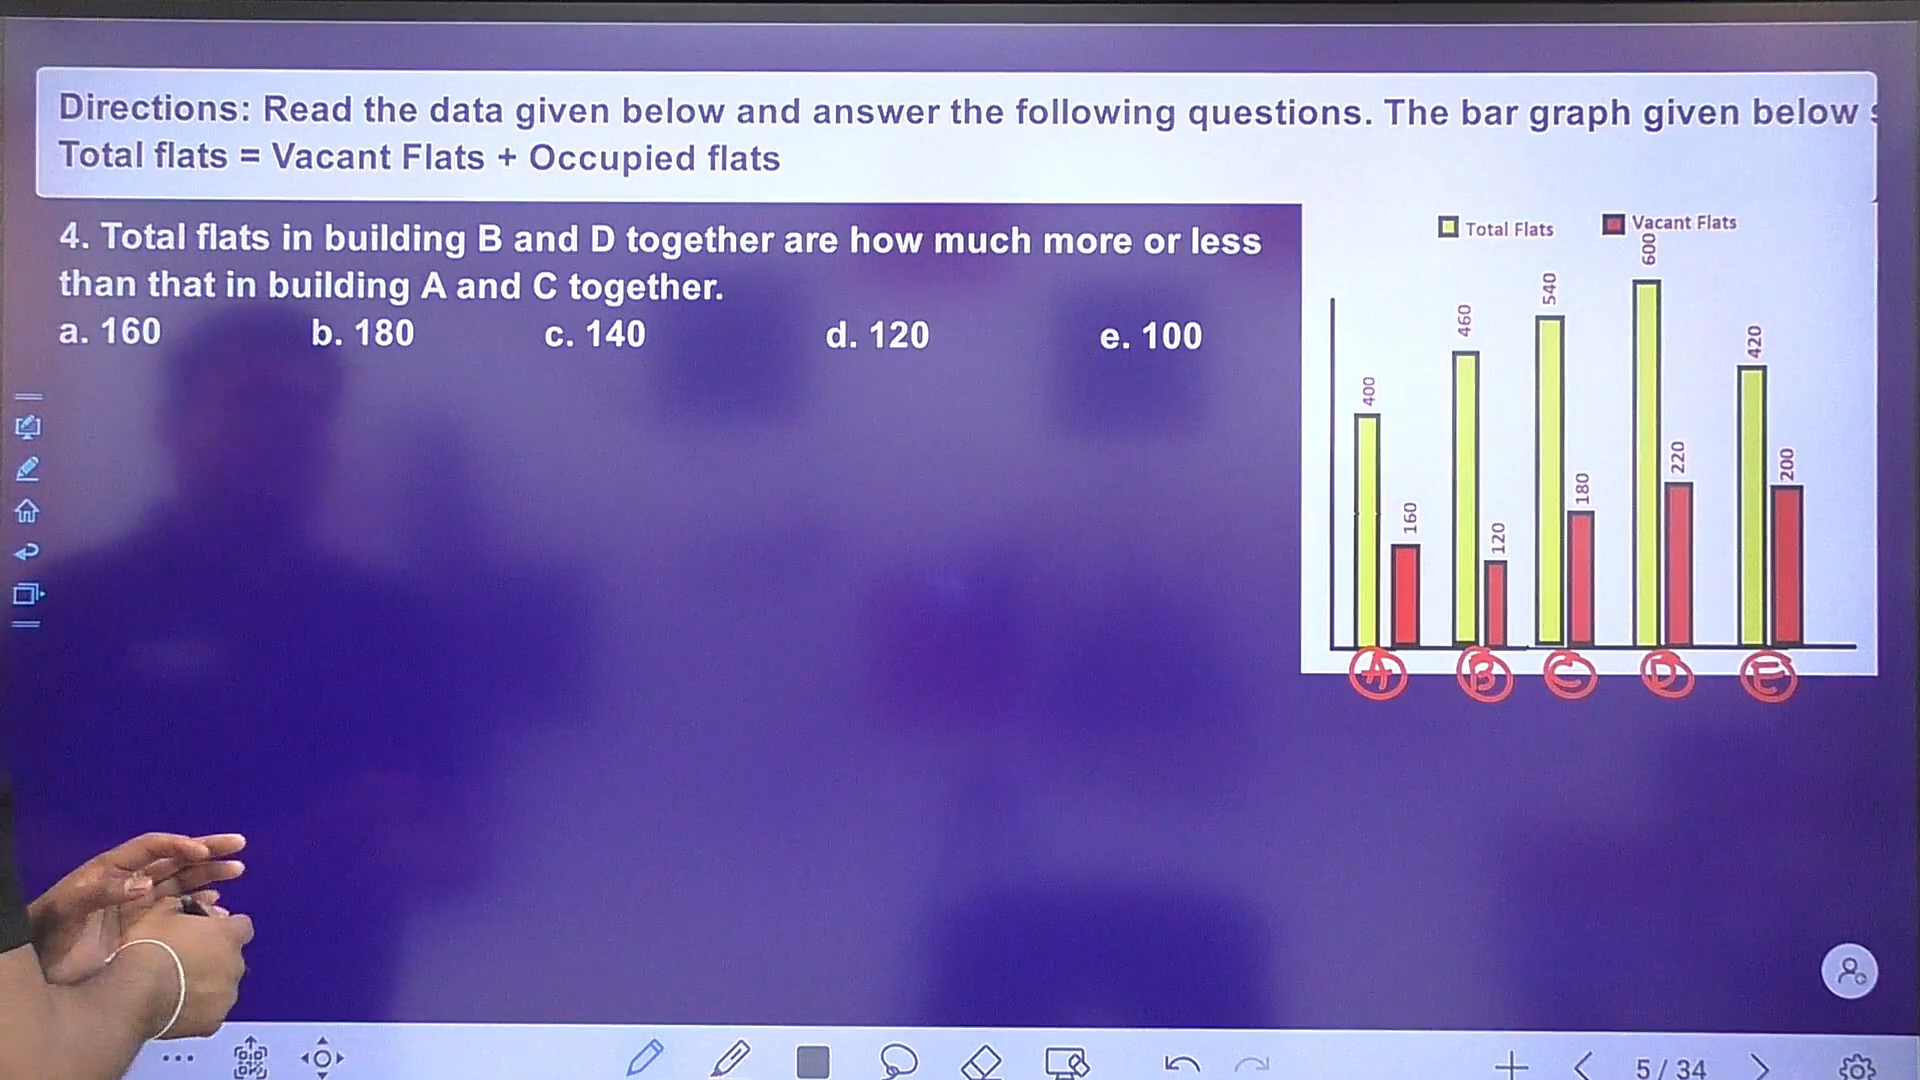 Directions: Read the data given below and answer the following questions. The bar graph given below
Total flats = Vacant Flats + Occupied flats
4. Total flats in building B and D together are how much more or less
than that in building A and C together.
a. 160 b. 180 c. 140 d. 120 e. 100
Total Flats Vacant Flats
400 160 460 120 540 180 600 220 420 200
A B C D E
5 / 34